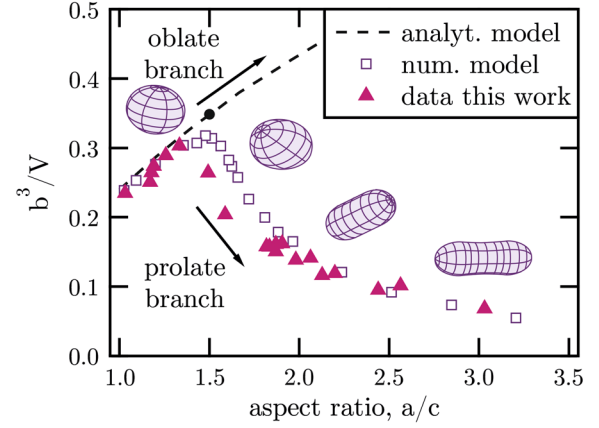 0.5
0.4
0.3
0.2
0.1
0.0
b³/V
oblate
branch
analyt. model
num. model
data this work
prolate
branch
1.0 1.5 2.0 2.5 3.0 3.5
aspect ratio, a/c